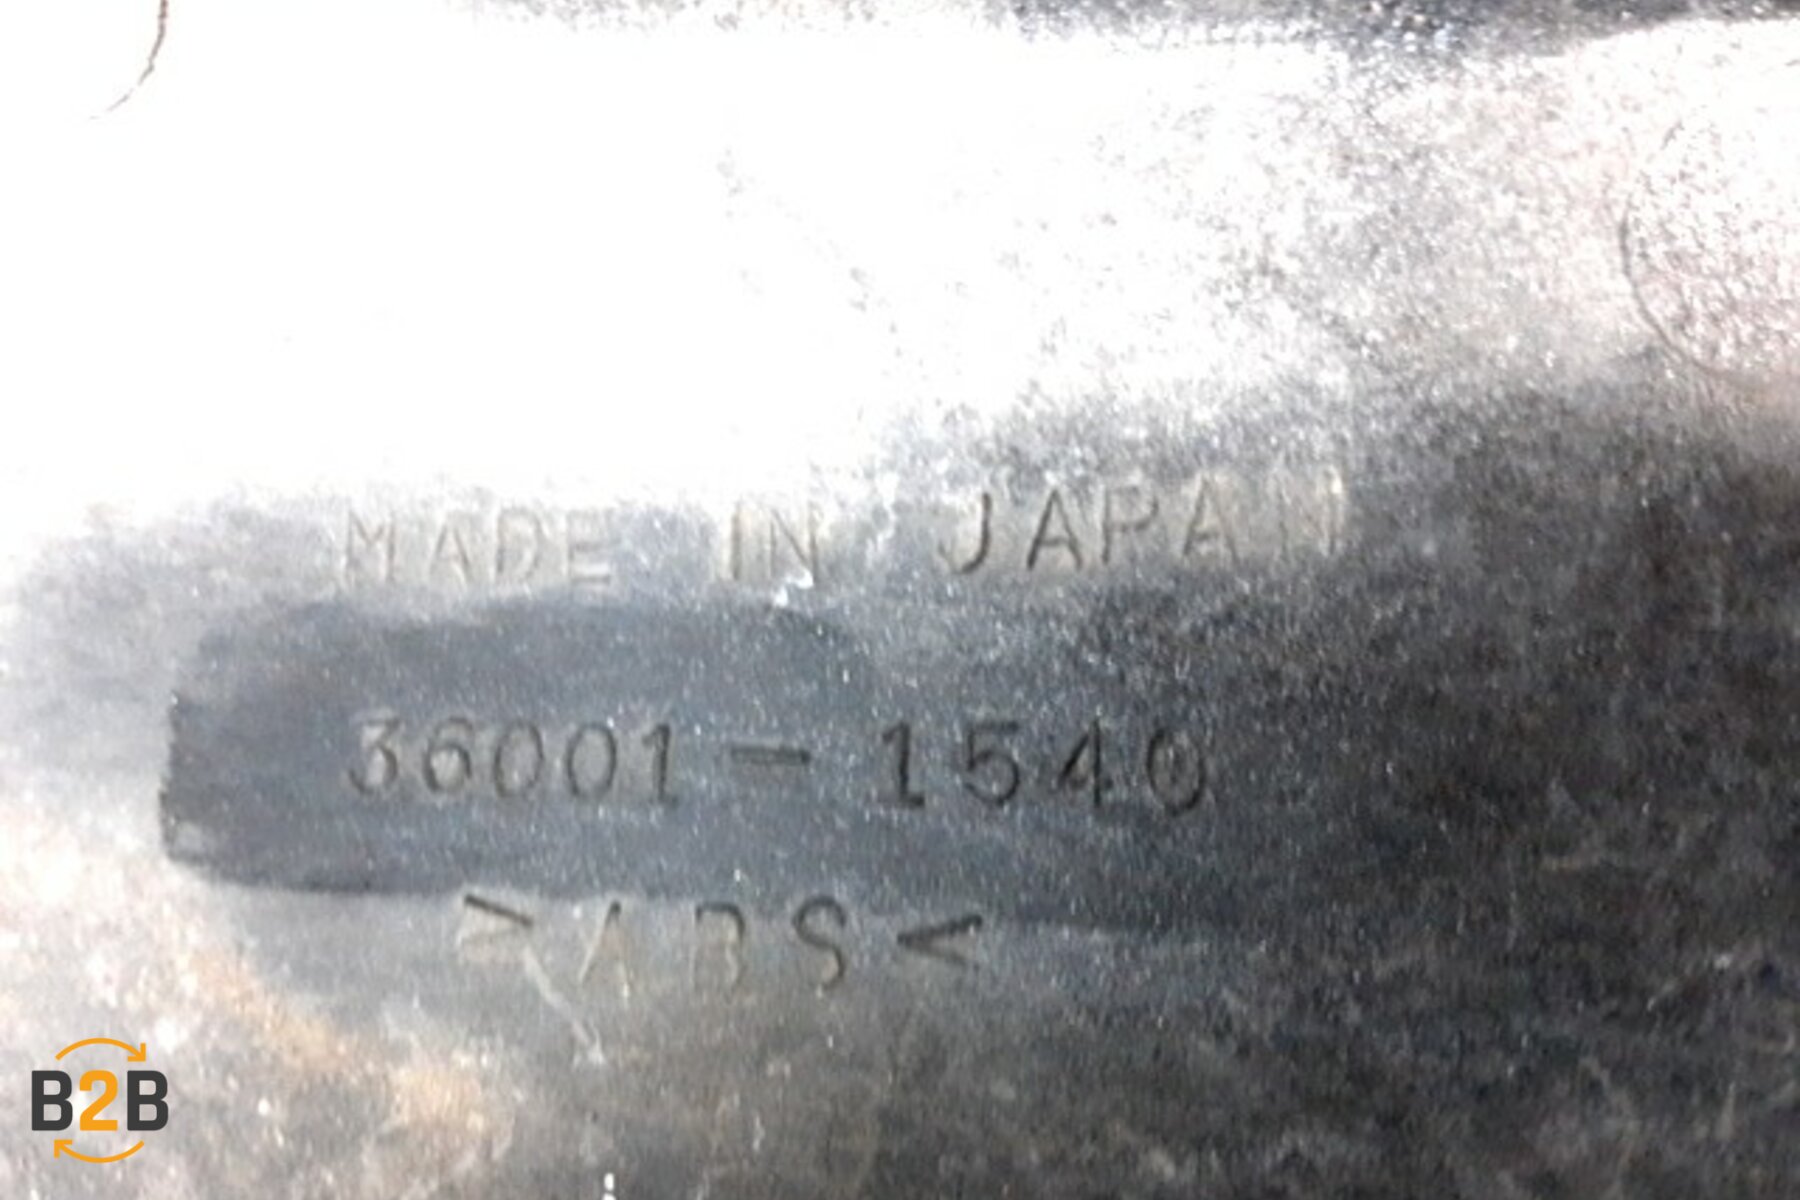 MADE IN JAPAN
36001-1540
>ABS<
B2B